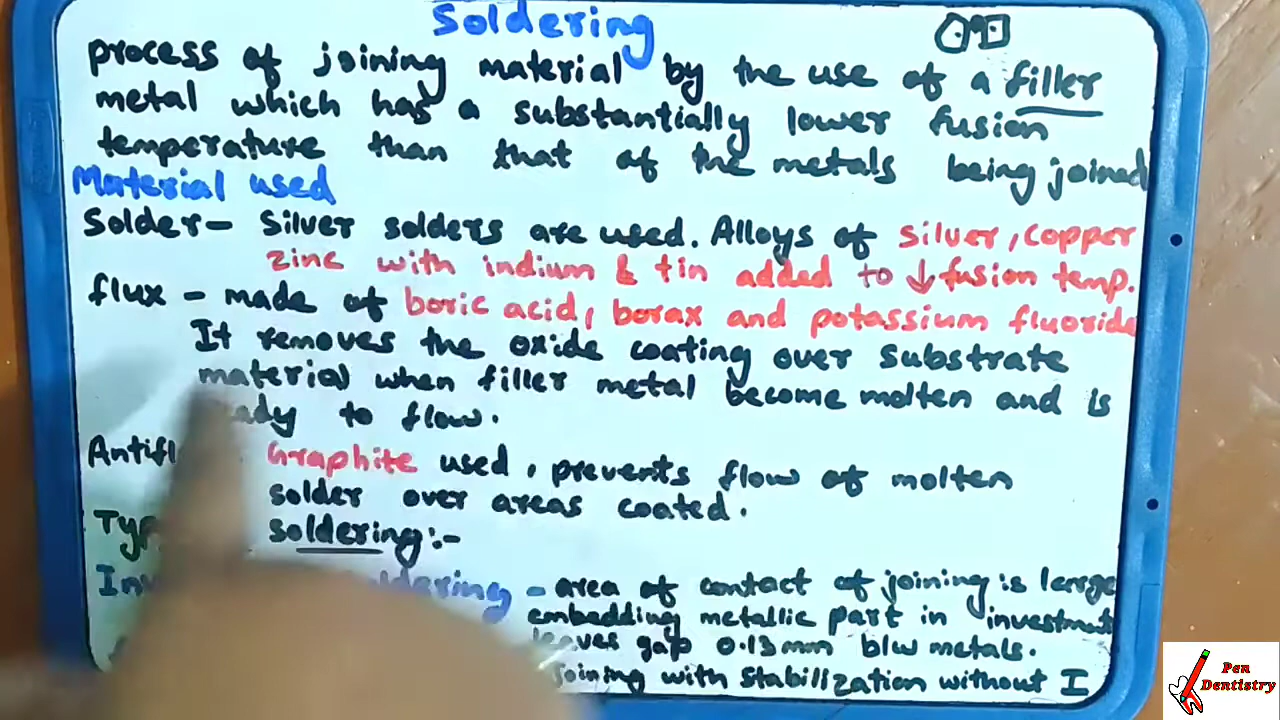 Soldering
process of joining material by the use of a filler
metal which has a substantially lower fusion
temperature than that of the metals being joined
Material used
Solder- Silver solders are used. Alloys of silver, copper
zinc with indium & tin added to ↓ fusion temp.
flux - made of boric acid, borax and potassium fluoride
It removes the oxide coating over substrate
material when filler metal become molten and is
to flow.
Graphite used, prevents flow of molten
solder over areas coated.
soldering:-
- area of contact of joining is large
embedding metallic part in
leaves gap 0.13mm b/w metals.
joining with stabilization without I
Pen
Dentistry